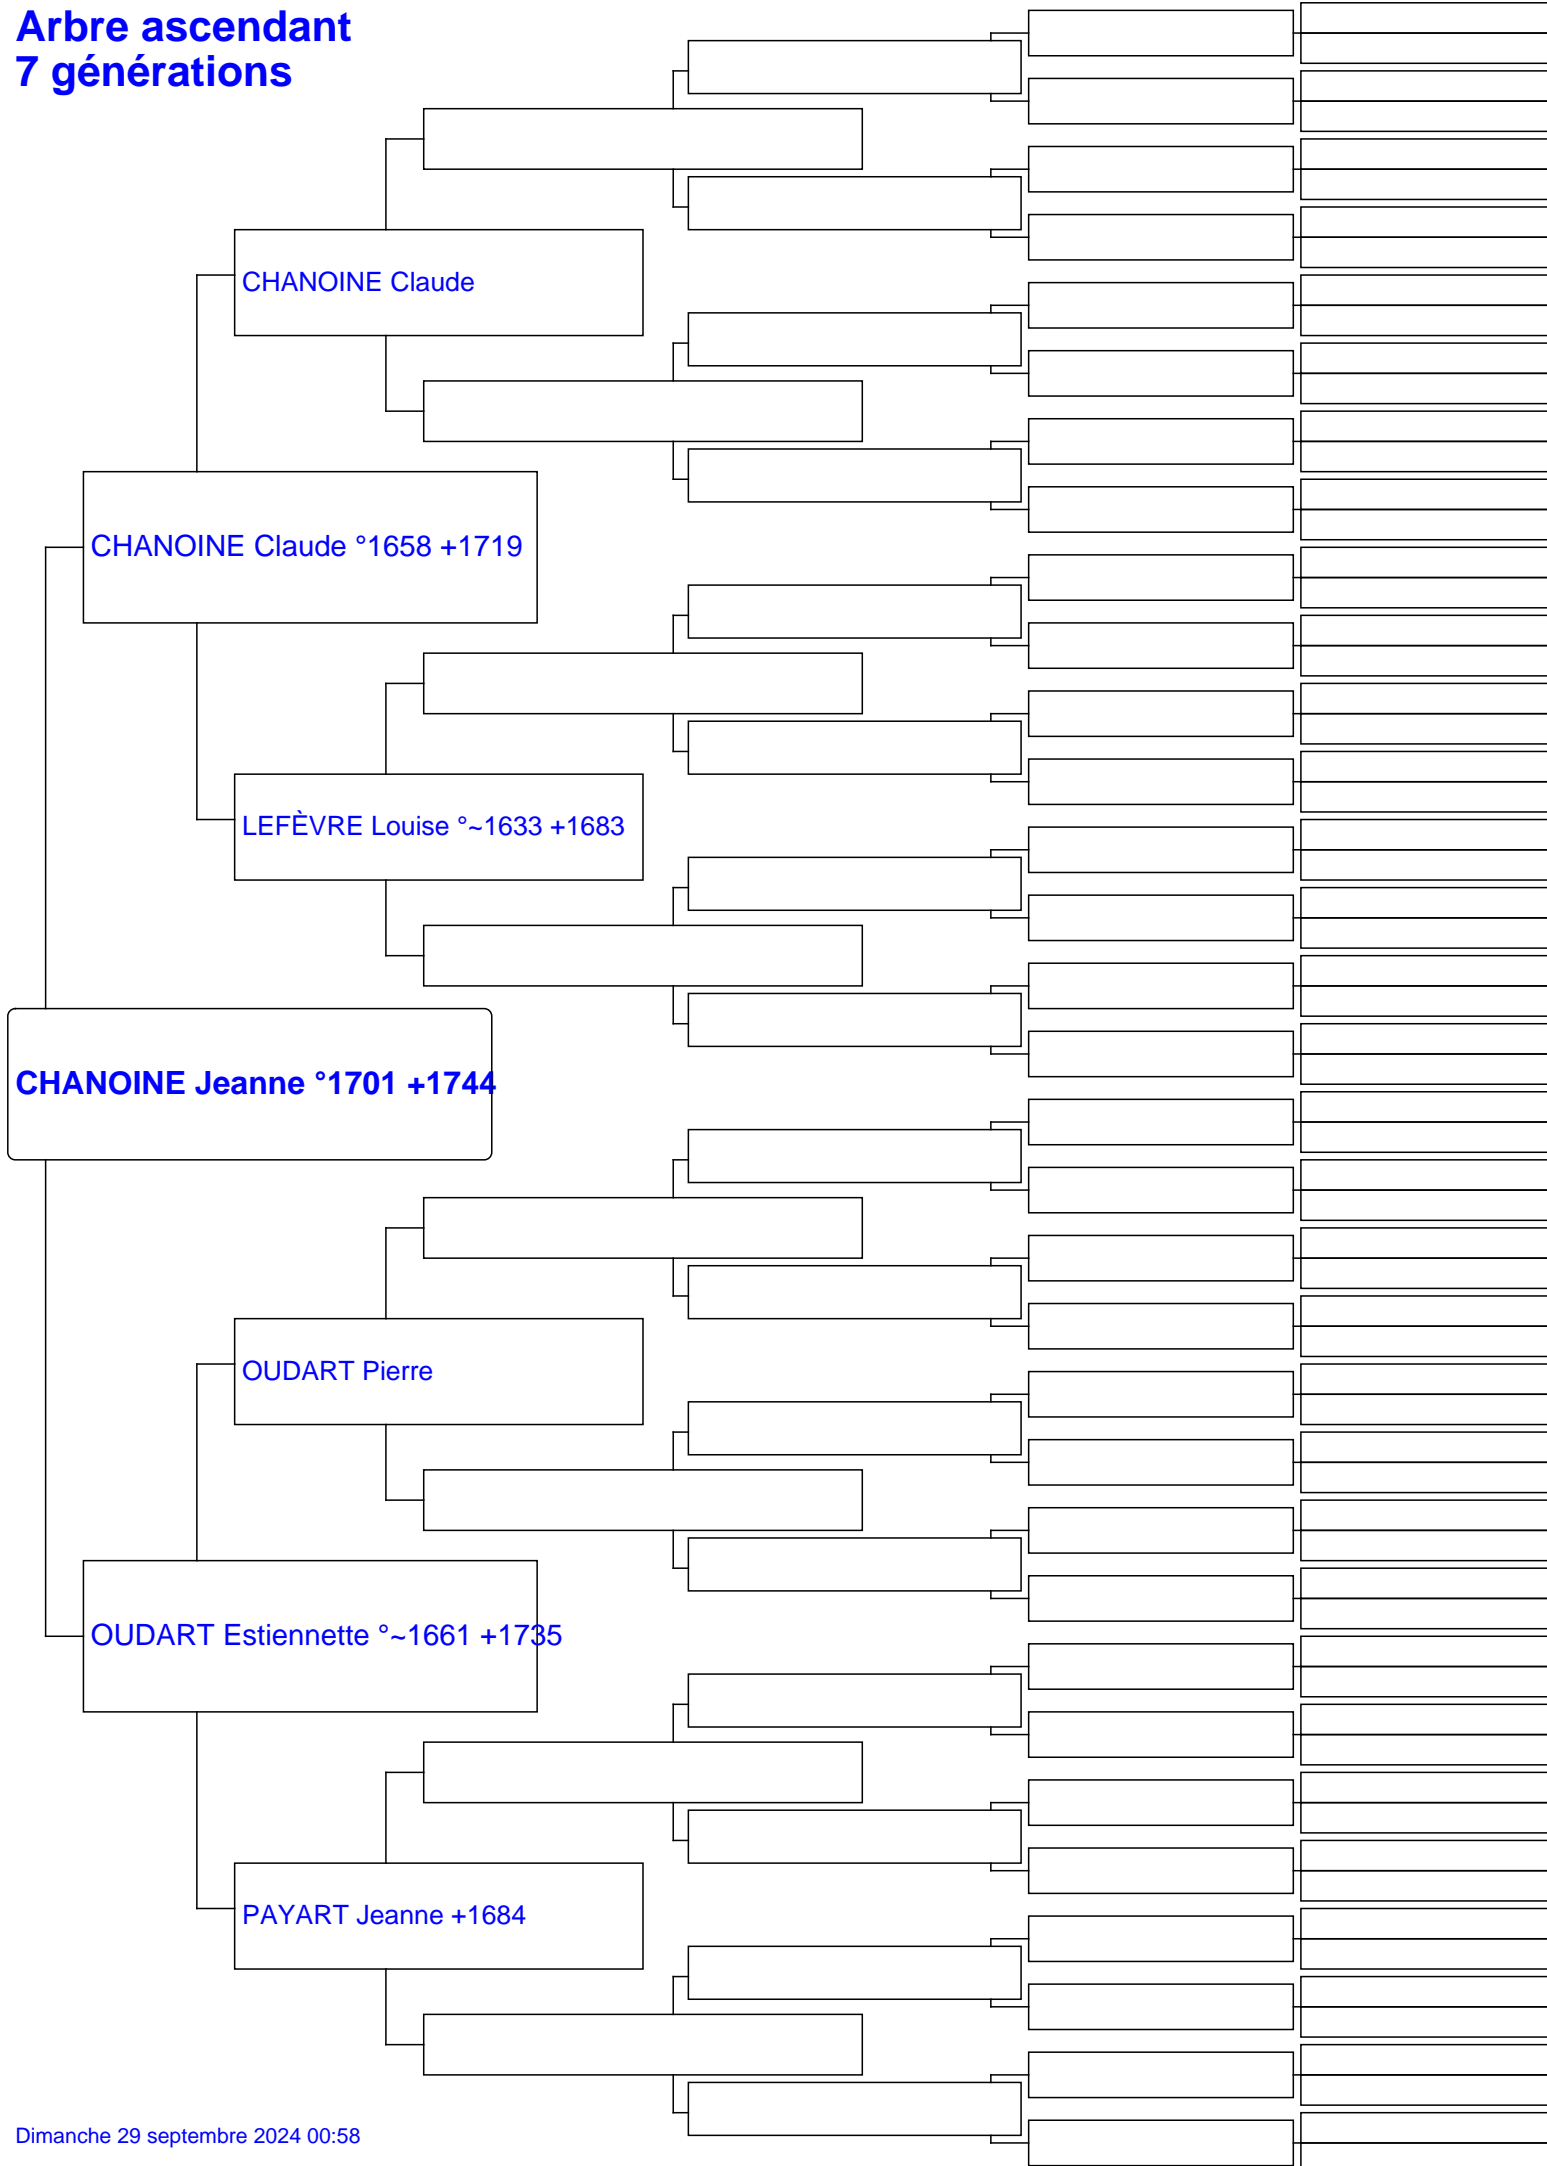 Arbre ascendant
7 générations
CHANOINE Claude
CHANOINE Claude °1658 +1719
LEFÈVRE Louise °~1633 +1683
CHANOINE Jeanne °1701 +1744
OUDART Pierre
OUDART Estiennette °~1661 +1735
PAYART Jeanne +1684
Dimanche 29 septembre 2024 00:58